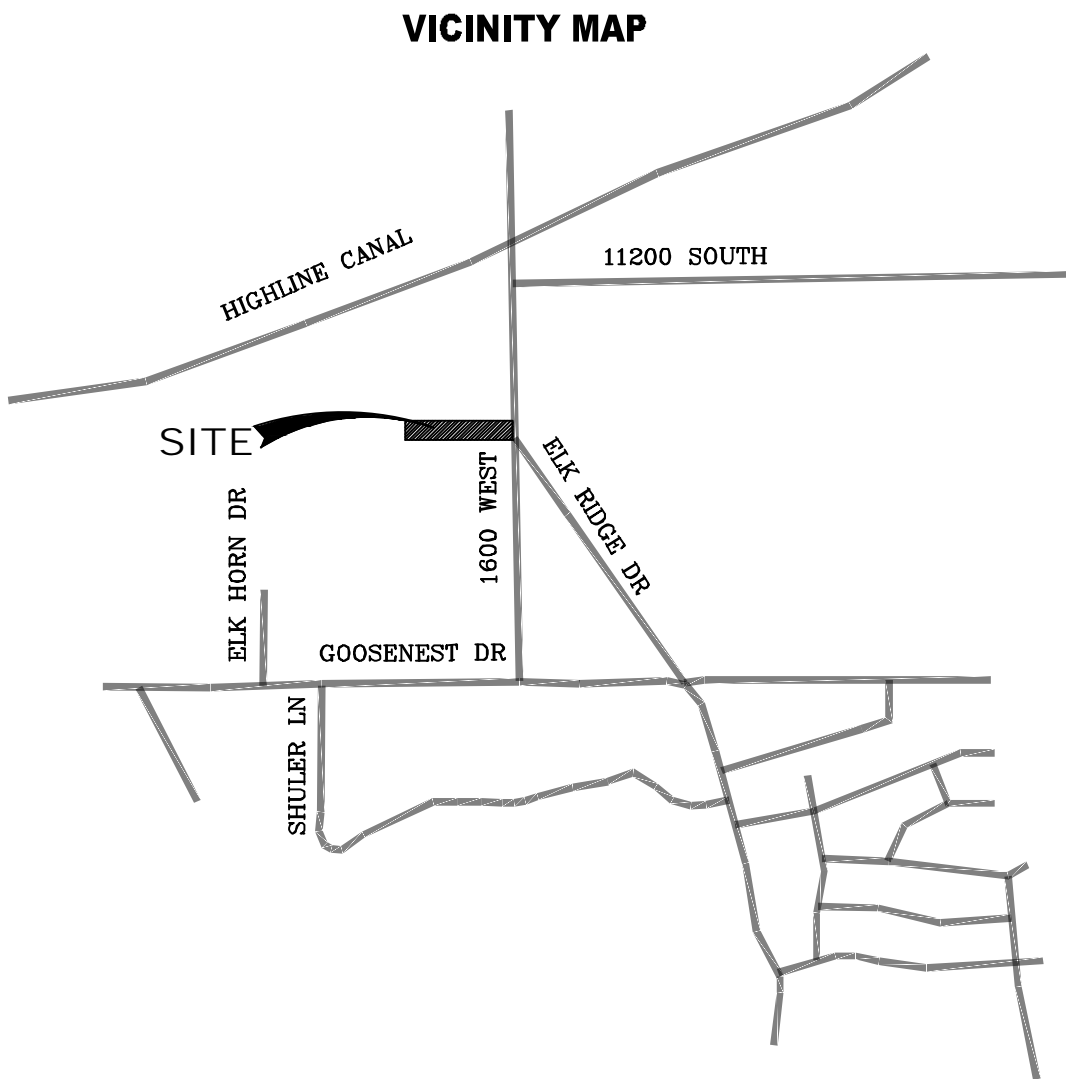 VICINITY MAP
HIGHLINE CANAL
11200 SOUTH
SITE
1600 WEST
ELK RIDGE DR
ELK HORN DR
GOOSENEST DR
SHULER LN